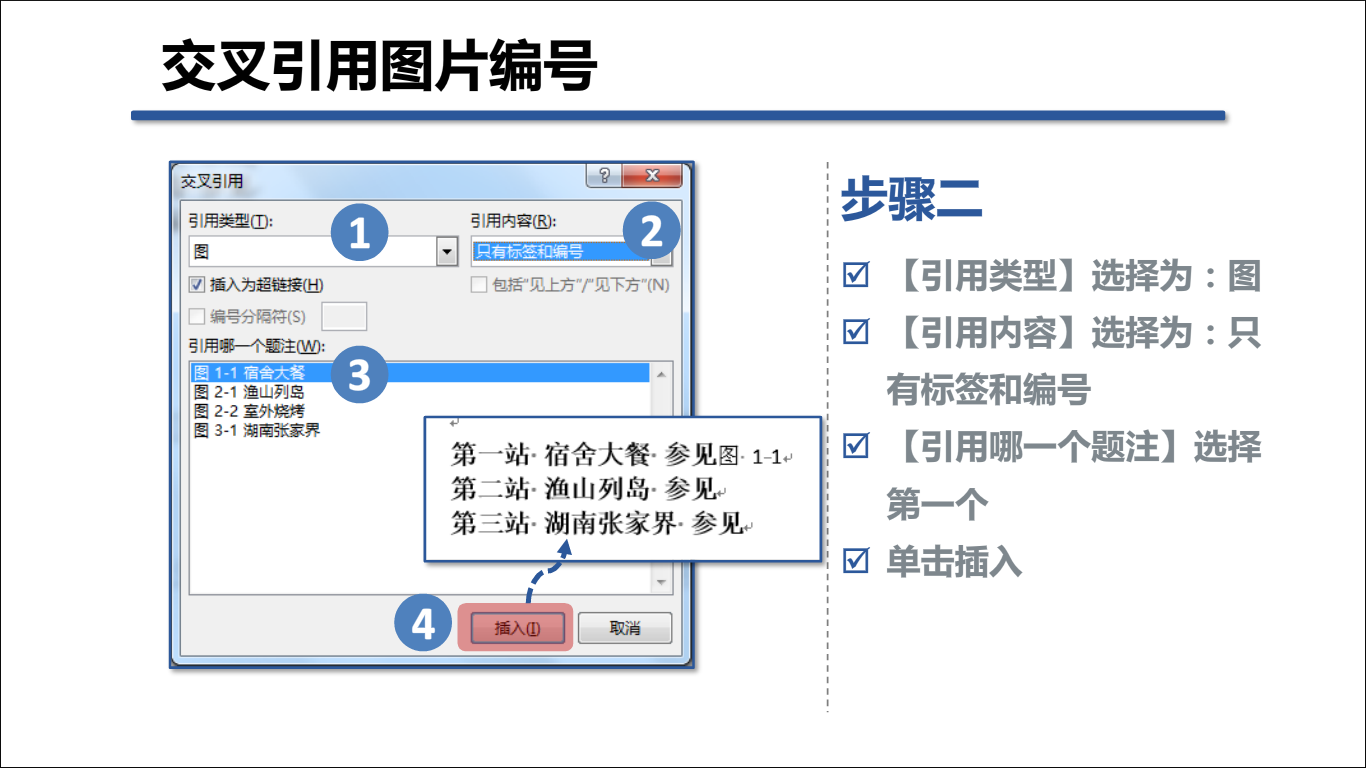 交叉引用图片编号
交叉引用
引用类型(T):
1
引用内容(R):
2
图
只有标签和编号
插入为超链接(H)
包括“见上方”/“见下方”(N)
编号分隔符(S)
引用哪一个题注(W):
3
图 1-1 宿舍大餐
图 2-1 渔山列岛
图 2-2 室外烧烤
图 3-1 湖南张家界
第一站· 宿舍大餐· 参见图· 1-1↵
第二站· 渔山列岛· 参见↵
第三站· 湖南张家界· 参见↵
4
插入(I)
取消
步骤二
【引用类型】选择为：图
【引用内容】选择为：只
有标签和编号
【引用哪一个题注】选择
第一个
单击插入